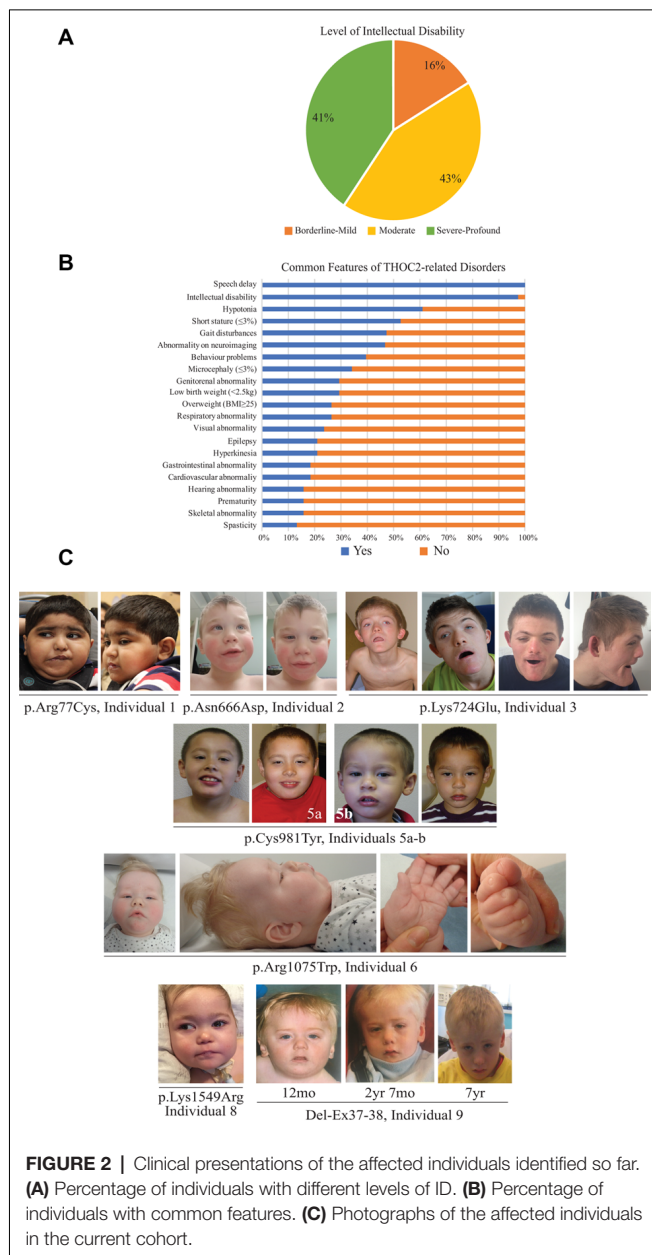 A
Level of Intellectual Disability
16%
41%
43%
Borderline-Mild Moderate Severe-Profound
B
Common Features of THOC2-related Disorders
Speech delay
Intellectual disability
Hypotonia
Short stature (≤3%)
Gait disturbances
Abnormality on neuroimaging
Behaviour problems
Microcephaly (≤3%)
Genitorenal abnormality
Low birth weight (<2.5kg)
Overweight (BMI≥25)
Respiratory abnormality
Visual abnormality
Epilepsy
Hyperkinesia
Gastrointestinal abnormality
Cardiovascular abnormaliy
Hearing abnormality
Prematurity
Skeletal abnormality
Spasticity
0% 10% 20% 30% 40% 50% 60% 70% 80% 90% 100%
Yes No
C
p.Arg77Cys, Individual 1 p.Asn666Asp, Individual 2 p.Lys724Glu, Individual 3
5a 5b
p.Cys981Tyr, Individuals 5a-b
p.Arg1075Trp, Individual 6
p.Lys1549Arg
Individual 8
12mo 2yr 7mo 7yr
Del-Ex37-38, Individual 9
FIGURE 2 | Clinical presentations of the affected individuals identified so far.
(A) Percentage of individuals with different levels of ID. (B) Percentage of
individuals with common features. (C) Photographs of the affected individuals
in the current cohort.